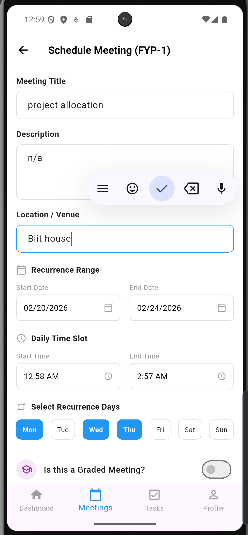 12:59
Schedule Meeting (FYP-1)
Meeting Title
project allocation
Description
n/a
Location / Venue
Biit house
Recurrence Range
Start Date
End Date
02/20/2026
02/24/2026
Daily Time Slot
Start Time
End Time
12:58 AM
2:57 AM
Select Recurrence Days
Mon Tue Wed Thu Fri Sat Sun
Is this a Graded Meeting?
Dashboard Meetings Tasks Profile